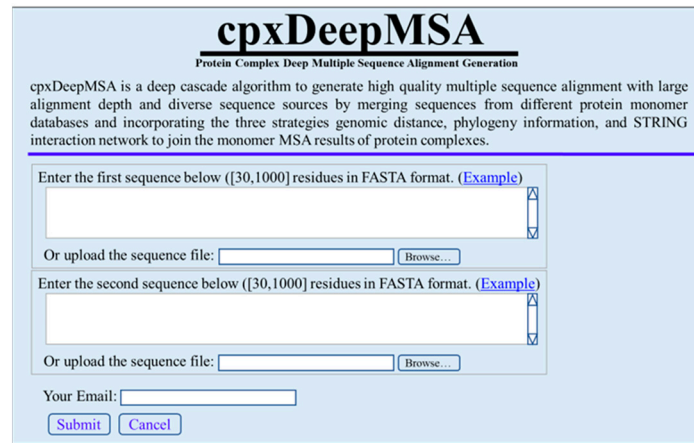 cpxDeepMSA
Protein Complex Deep Multiple Sequence Alignment Generation
cpxDeepMSA is a deep cascade algorithm to generate high quality multiple sequence alignment with large
alignment depth and diverse sequence sources by merging sequences from different protein monomer
databases and incorporating the three strategies genomic distance, phylogeny information, and STRING
interaction network to join the monomer MSA results of protein complexes.
Enter the first sequence below ([30,1000] residues in FASTA format. (Example)
Or upload the sequence file: Browse...
Enter the second sequence below ([30,1000] residues in FASTA format. (Example)
Or upload the sequence file: Browse...
Your Email:
Submit Cancel